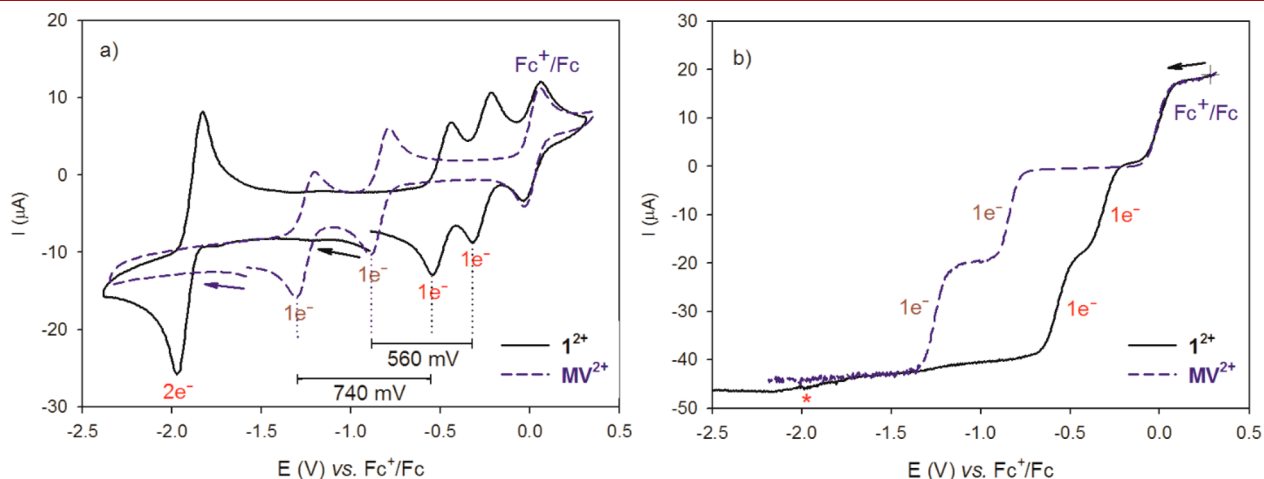 a)
20
10
0
-10
-20
-30
I (µA)
Fc⁺/Fc
1e⁻
1e⁻
1e⁻
1e⁻
2e⁻
560 mV
740 mV
1²⁺
MV²⁺
-2.5 -2.0 -1.5 -1.0 -0.5 0.0 0.5
E (V) vs. Fc⁺/Fc
b)
30
20
10
0
-10
-20
-30
-40
-50
I (µA)
Fc⁺/Fc
1e⁻
1e⁻
1e⁻
1e⁻
*
1²⁺
MV²⁺
-2.5 -2.0 -1.5 -1.0 -0.5 0.0 0.5
E (V) vs. Fc⁺/Fc